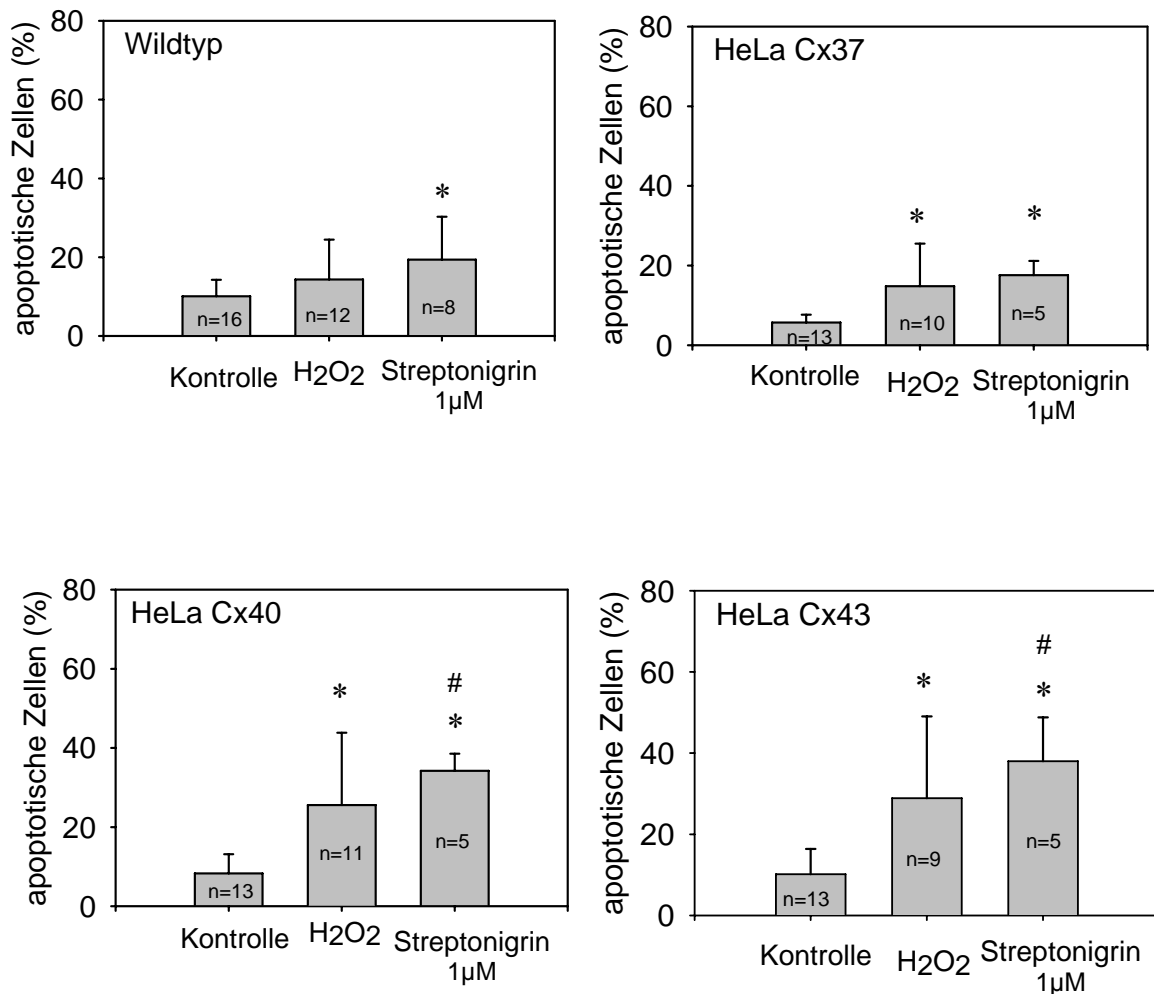 apoptotische Zellen (%)
80
60
40
20
0
Wildtyp
*
n=16
n=12
n=8
Kontrolle
H2O2
Streptonigrin
1µM
apoptotische Zellen (%)
80
60
40
20
0
HeLa Cx37
*
*
n=13
n=10
n=5
Kontrolle
H2O2
Streptonigrin
1µM
apoptotische Zellen (%)
80
60
40
20
0
HeLa Cx40
*
#
*
n=13
n=11
n=5
Kontrolle
H2O2
Streptonigrin
1µM
apoptotische Zellen (%)
80
60
40
20
0
HeLa Cx43
*
#
*
n=13
n=9
n=5
Kontrolle
H2O2
Streptonigrin
1µM